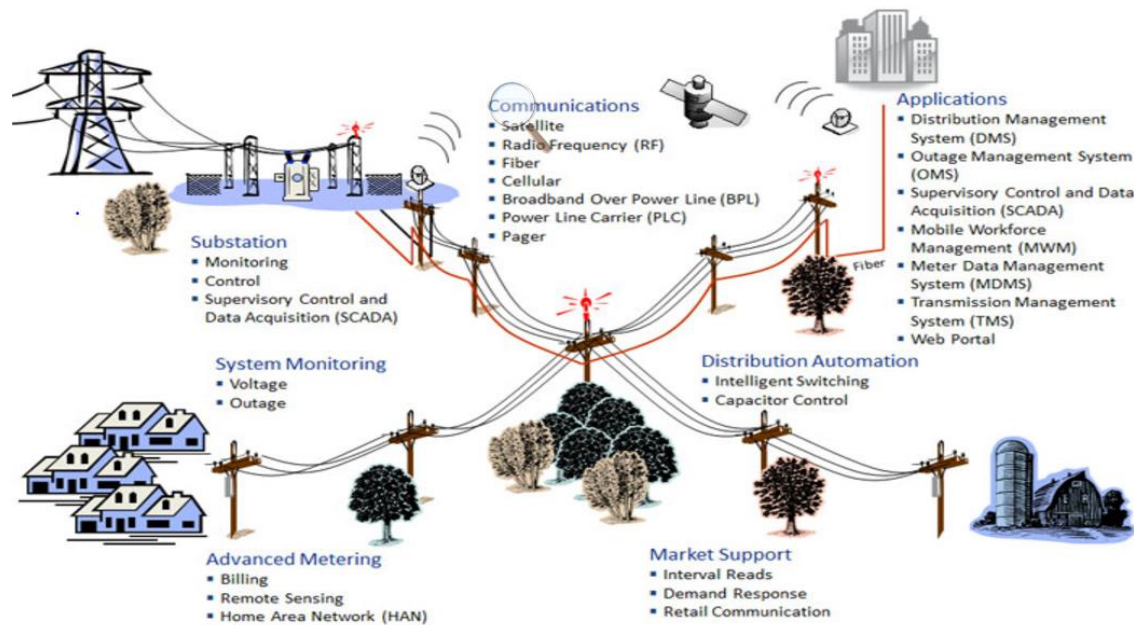 Communications
▪ Satellite
▪ Radio Frequency (RF)
▪ Fiber
▪ Cellular
▪ Broadband Over Power Line (BPL)
▪ Power Line Carrier (PLC)
▪ Pager
Applications
▪ Distribution Management
System (DMS)
▪ Outage Management System
(OMS)
▪ Supervisory Control and Data
Acquisition (SCADA)
▪ Mobile Workforce
Management (MWM)
▪ Meter Data Management
System (MDMS)
▪ Transmission Management
System (TMS)
▪ Web Portal
Fiber
Substation
▪ Monitoring
▪ Control
▪ Supervisory Control and
Data Acquisition (SCADA)
System Monitoring
▪ Voltage
▪ Outage
Distribution Automation
▪ Intelligent Switching
▪ Capacitor Control
Advanced Metering
▪ Billing
▪ Remote Sensing
▪ Home Area Network (HAN)
Market Support
▪ Interval Reads
▪ Demand Response
▪ Retail Communication